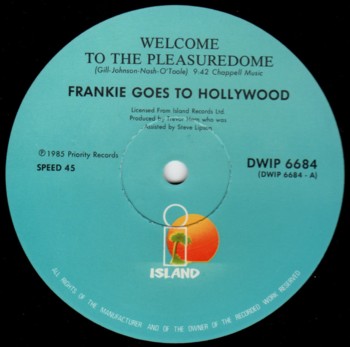 WELCOME
TO THE PLEASUREDOME
(Gill-Johnson-Nash-O'Toole) 9:42 Chappell Music
FRANKIE GOES TO HOLLYWOOD
Licensed From Island Records Ltd.
Produced by Trevor Horn who was
Assisted by Steve Lipson
℗1985 Priority Records
SPEED 45
DWIP 6684
(DWIP 6684 - A)
ISLAND
ALL RIGHTS OF THE MANUFACTURER AND OF THE OWNER OF THE RECORDED WORK RESERVED